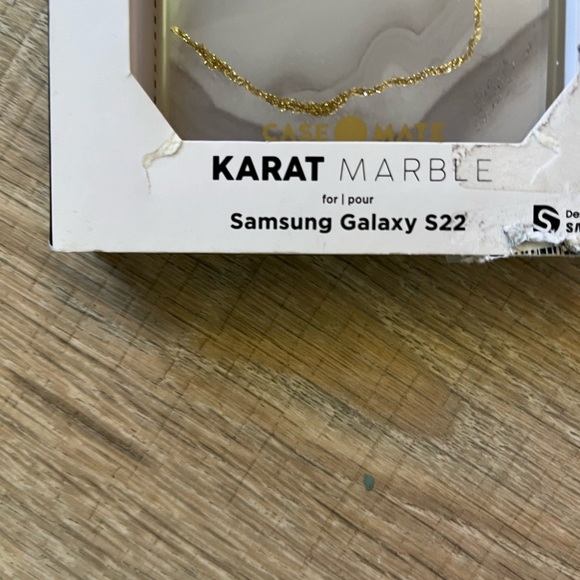 CASE MATE
KARAT MARBLE
for | pour
Samsung Galaxy S22